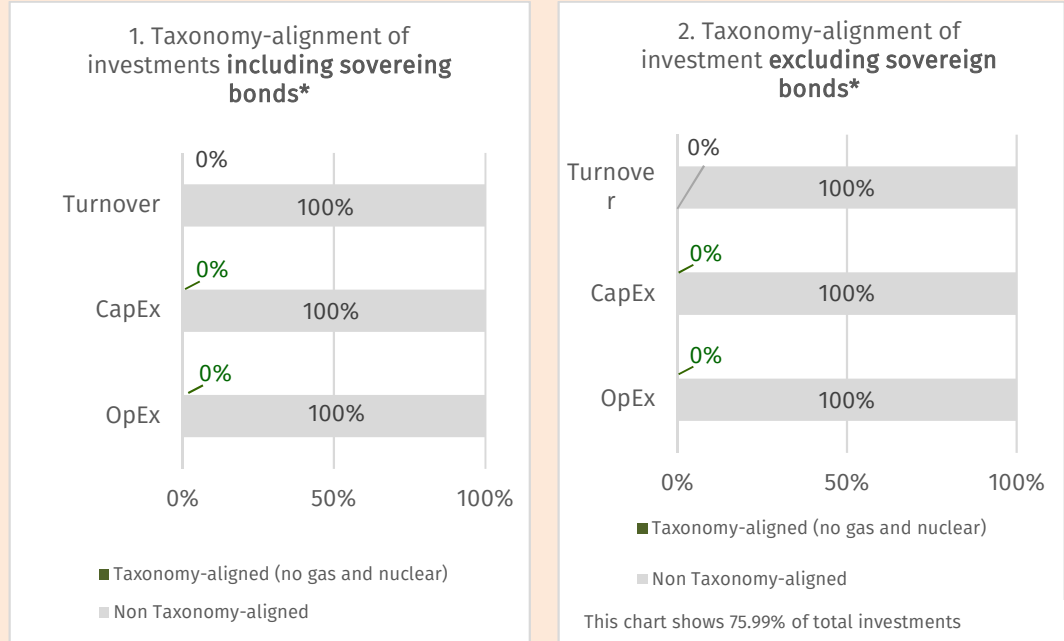 1. Taxonomy-alignment of
investments including sovereing
bonds*
0%
Turnover
100%
0%
CapEx
100%
0%
OpEx
100%
0%
50%
100%
Taxonomy-aligned (no gas and nuclear)
Non Taxonomy-aligned
2. Taxonomy-alignment of
investment excluding sovereign
bonds*
0%
Turnove
r
100%
0%
CapEx
100%
0%
OpEx
100%
0%
50%
100%
Taxonomy-aligned (no gas and nuclear)
Non Taxonomy-aligned
This chart shows 75.99% of total investments